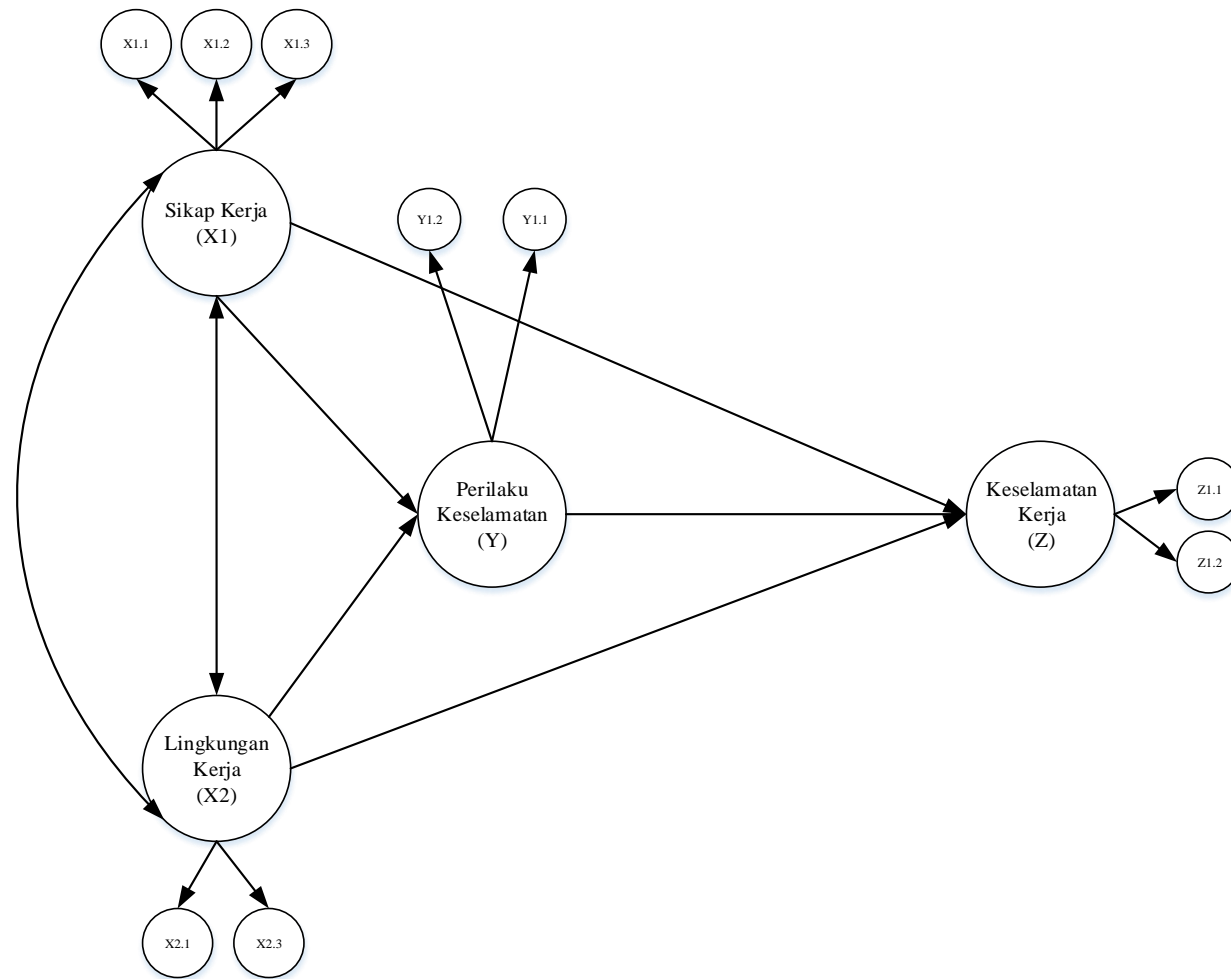 X1.1
X1.2
X1.3
Sikap Kerja
(X1)
Y1.2
Y1.1
Perilaku
Keselamatan
(Y)
Keselamatan
Kerja
(Z)
Z1.1
Z1.2
Lingkungan
Kerja
(X2)
X2.1
X2.3